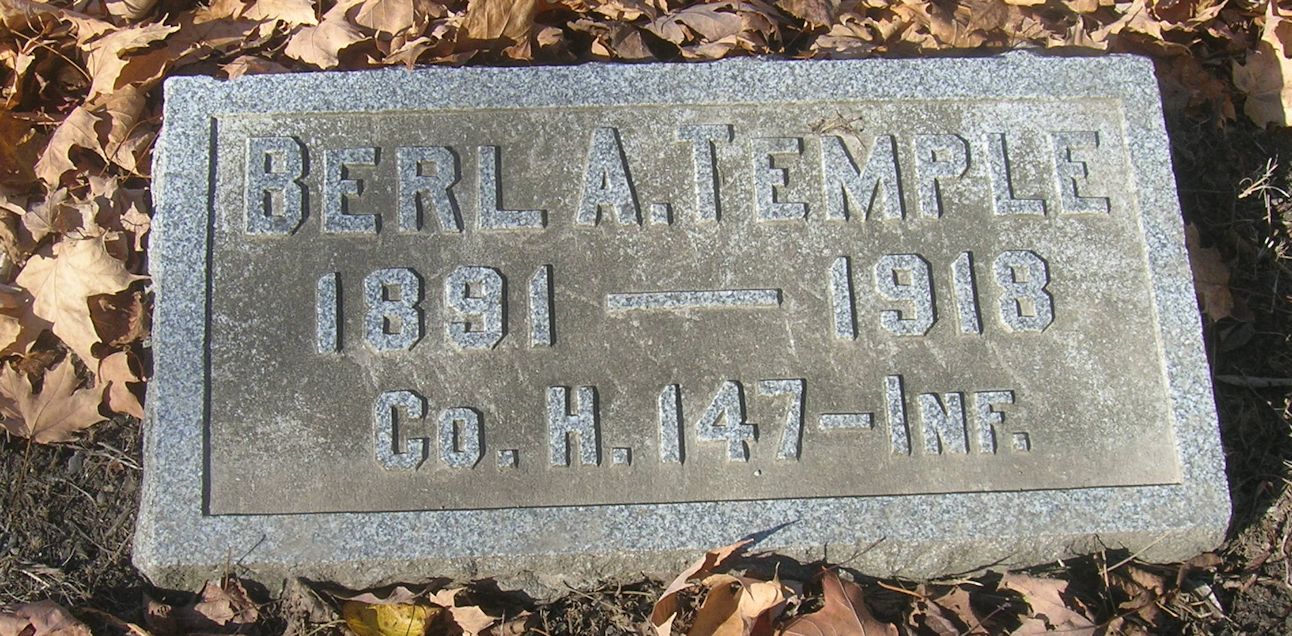 BERL A. TEMPLE
1891 — 1918
CO. H. 147-INF.